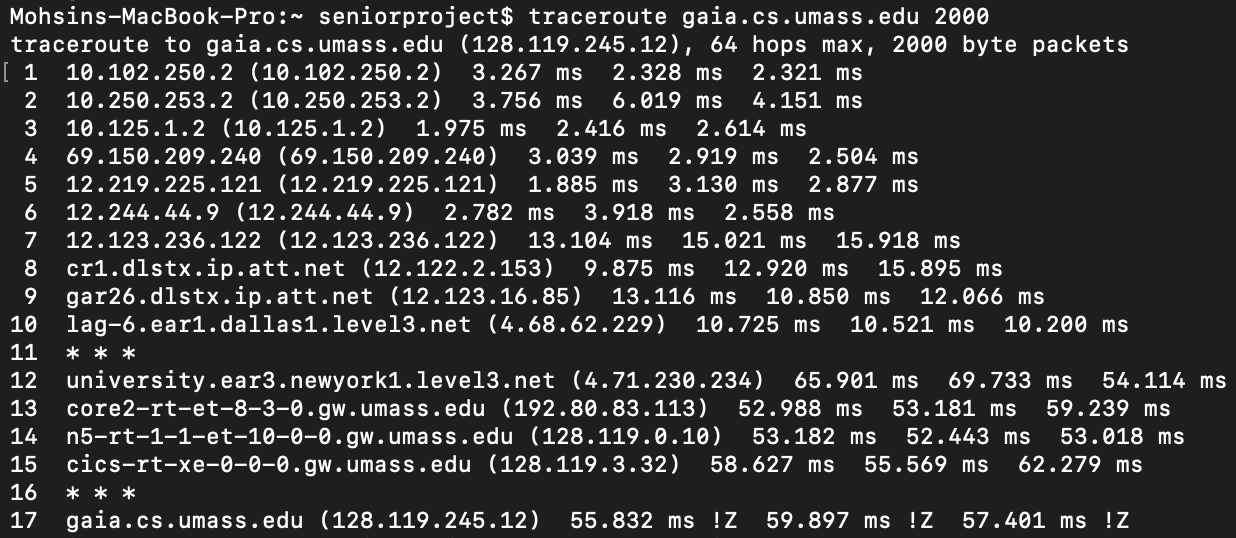 Mohsins-MacBook-Pro:~ seniorproject$ traceroute gaia.cs.umass.edu 2000
traceroute to gaia.cs.umass.edu (128.119.245.12), 64 hops max, 2000 byte packets
[ 1  10.102.250.2 (10.102.250.2)  3.267 ms  2.328 ms  2.321 ms
 2  10.250.253.2 (10.250.253.2)  3.756 ms  6.019 ms  4.151 ms
 3  10.125.1.2 (10.125.1.2)  1.975 ms  2.416 ms  2.614 ms
 4  69.150.209.240 (69.150.209.240)  3.039 ms  2.919 ms  2.504 ms
 5  12.219.225.121 (12.219.225.121)  1.885 ms  3.130 ms  2.877 ms
 6  12.244.44.9 (12.244.44.9)  2.782 ms  3.918 ms  2.558 ms
 7  12.123.236.122 (12.123.236.122)  13.104 ms  15.021 ms  15.918 ms
 8  cr1.dlstx.ip.att.net (12.122.2.153)  9.875 ms  12.920 ms  15.895 ms
 9  gar26.dlstx.ip.att.net (12.123.16.85)  13.116 ms  10.850 ms  12.066 ms
10  lag-6.ear1.dallas1.level3.net (4.68.62.229)  10.725 ms  10.521 ms  10.200 ms
11  * * *
12  university.ear3.newyork1.level3.net (4.71.230.234)  65.901 ms  69.733 ms  54.114 ms
13  core2-rt-et-8-3-0.gw.umass.edu (192.80.83.113)  52.988 ms  53.181 ms  59.239 ms
14  n5-rt-1-1-et-10-0-0.gw.umass.edu (128.119.0.10)  53.182 ms  52.443 ms  53.018 ms
15  cics-rt-xe-0-0-0.gw.umass.edu (128.119.3.32)  58.627 ms  55.569 ms  62.279 ms
16  * * *
17  gaia.cs.umass.edu (128.119.245.12)  55.832 ms !Z  59.897 ms !Z  57.401 ms !Z